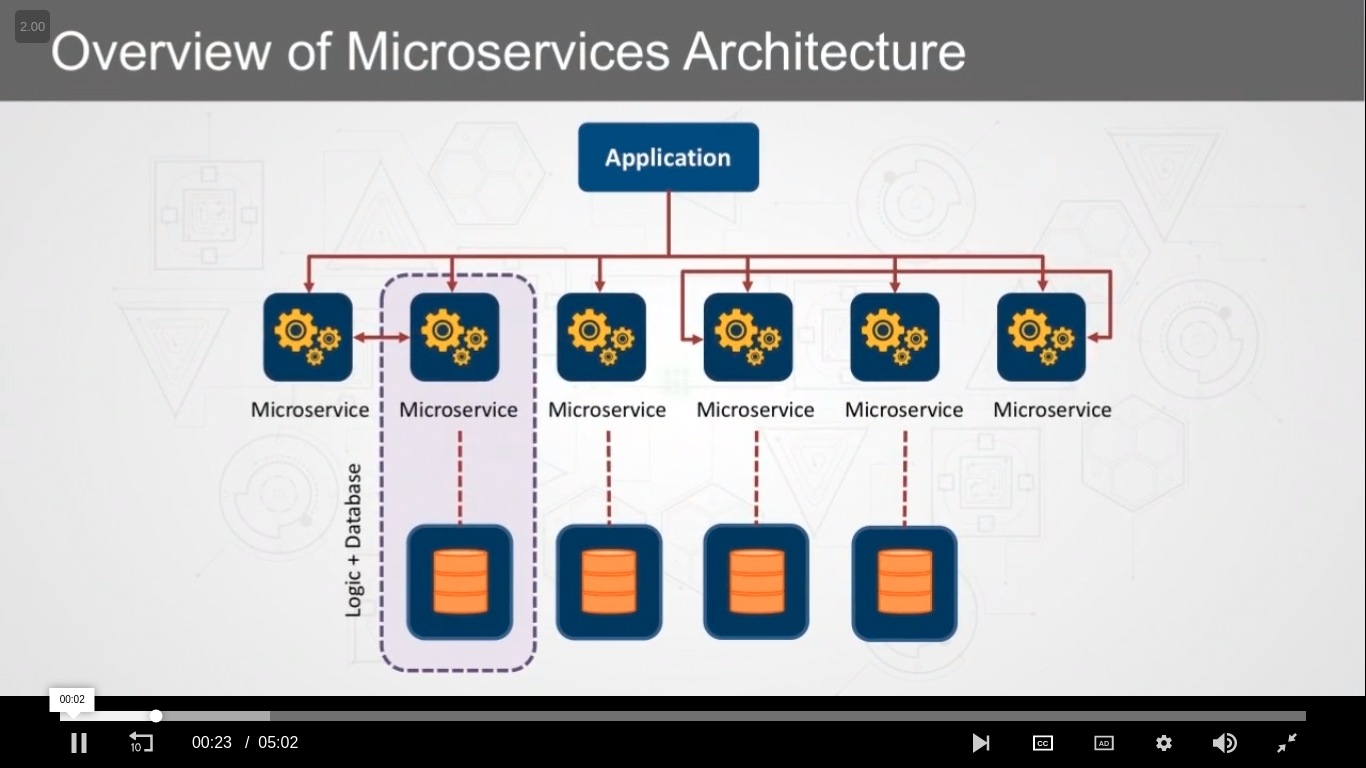 2.00
Overview of Microservices Architecture
Application
Microservice Microservice Microservice Microservice Microservice Microservice
Logic + Database
00:02
10 00:23 / 05:02 CC AD